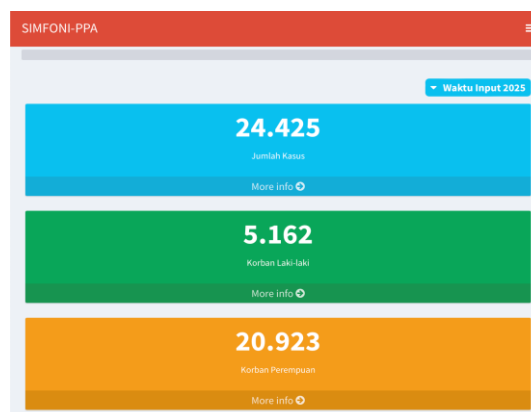 SIMFONI-PPA
Waktu Input 2025
24.425
Jumlah Kasus
More info
5.162
Korban Laki-laki
More info
20.923
Korban Perempuan
More info